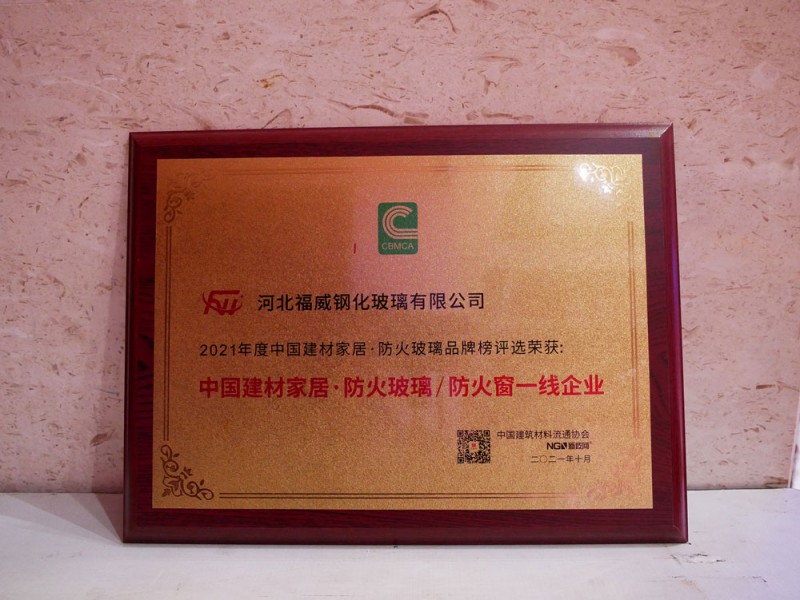 CBMCA
河北福威钢化玻璃有限公司
2021年度中国建材家居·防火玻璃品牌榜评选荣获:
中国建材家居·防火玻璃/防火窗一线企业
中国建筑材料流通协会
二〇二一年十月